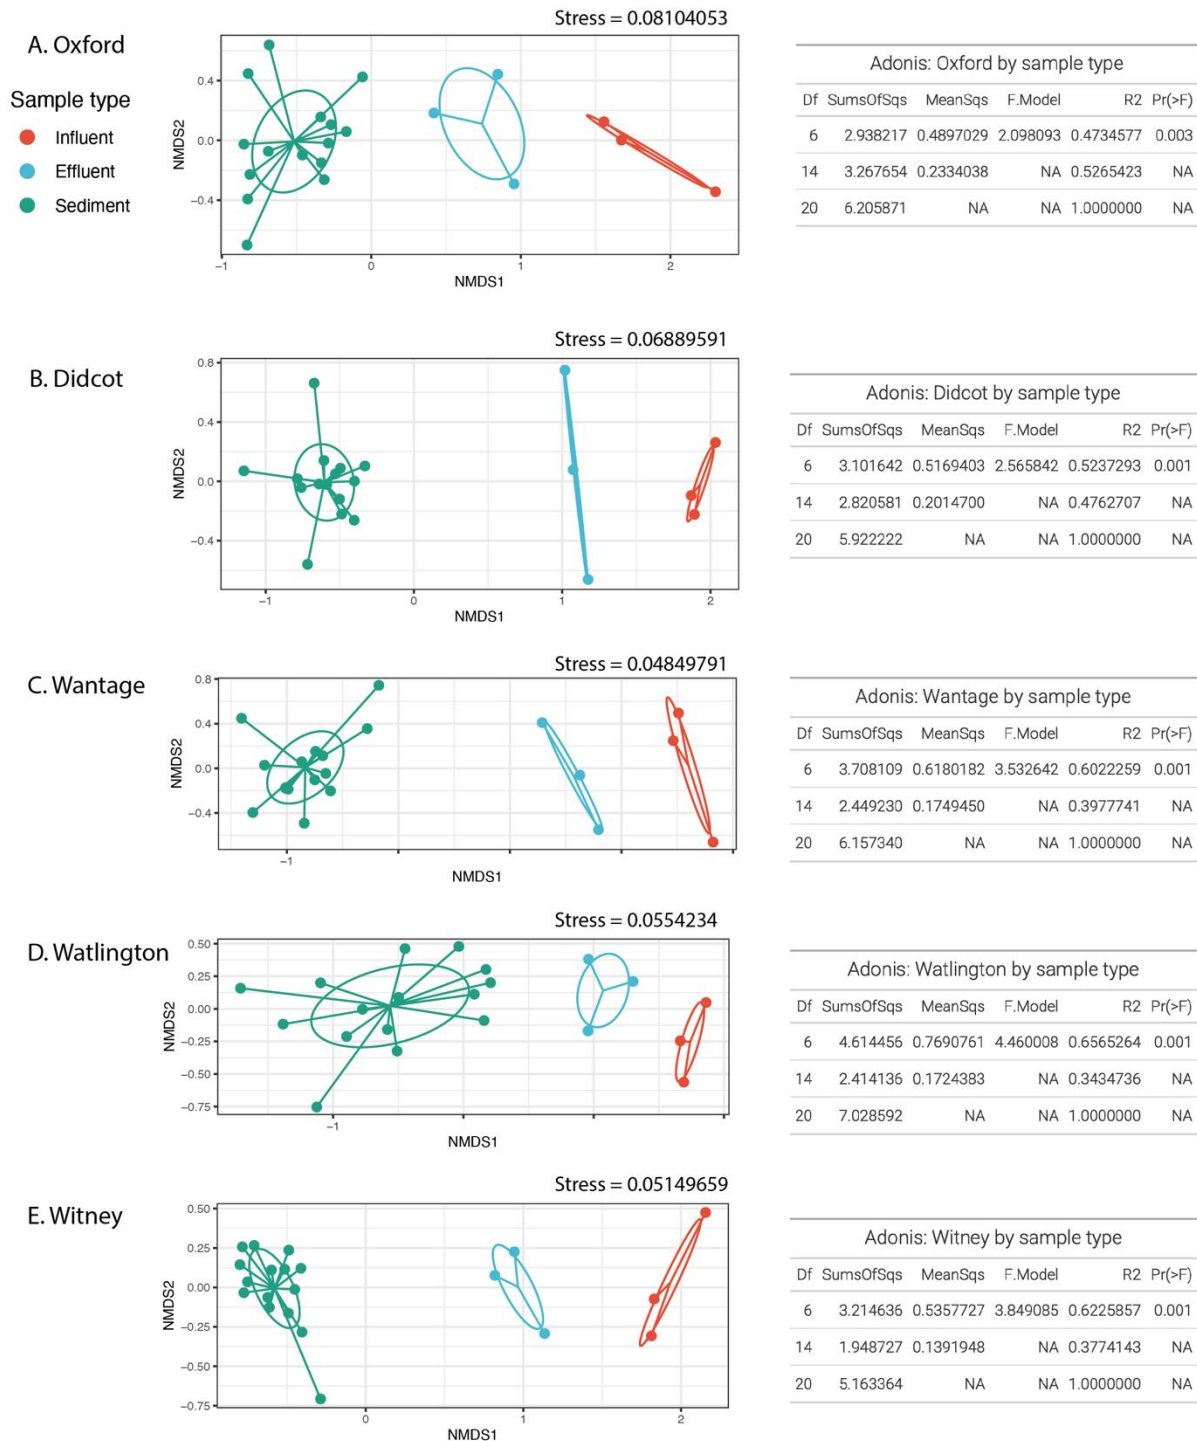 Stress = 0.08104053
A. Oxford
Sample type
Influent
Effluent
Sediment
NMDS2
0.4
0.0
−0.4
−1 0 1 2
NMDS1
Adonis: Oxford by sample type
Df SumsOfSqs MeanSqs F.Model R2 Pr(>F)
6 2.938217 0.4897029 2.098093 0.4734577 0.003
14 3.267654 0.2334038 NA 0.5265423 NA
20 6.205871 NA NA 1.0000000 NA
Stress = 0.06889591
B. Didcot
NMDS2
0.8
0.4
0.0
−0.4
−1 0 1 2
NMDS1
Adonis: Didcot by sample type
Df SumsOfSqs MeanSqs F.Model R2 Pr(>F)
6 3.101642 0.5169403 2.565842 0.5237293 0.001
14 2.820581 0.2014700 NA 0.4762707 NA
20 5.922222 NA NA 1.0000000 NA
Stress = 0.04849791
C. Wantage
NMDS2
0.8
0.4
0.0
−0.4
−1
NMDS1
Adonis: Wantage by sample type
Df SumsOfSqs MeanSqs F.Model R2 Pr(>F)
6 3.708109 0.6180182 3.532642 0.6022259 0.001
14 2.449230 0.1749450 NA 0.3977741 NA
20 6.157340 NA NA 1.0000000 NA
Stress = 0.0554234
D. Watlington
NMDS2
0.50
0.25
0.00
−0.25
−0.50
−0.75
−1
NMDS1
Adonis: Watlington by sample type
Df SumsOfSqs MeanSqs F.Model R2 Pr(>F)
6 4.614456 0.7690761 4.460008 0.6565264 0.001
14 2.414136 0.1724383 NA 0.3434736 NA
20 7.028592 NA NA 1.0000000 NA
Stress = 0.05149659
E. Witney
NMDS2
0.50
0.25
0.00
−0.25
−0.50
−0.75
0 1 2
NMDS1
Adonis: Witney by sample type
Df SumsOfSqs MeanSqs F.Model R2 Pr(>F)
6 3.214636 0.5357727 3.849085 0.6225857 0.001
14 1.948727 0.1391948 NA 0.3774143 NA
20 5.163364 NA NA 1.0000000 NA